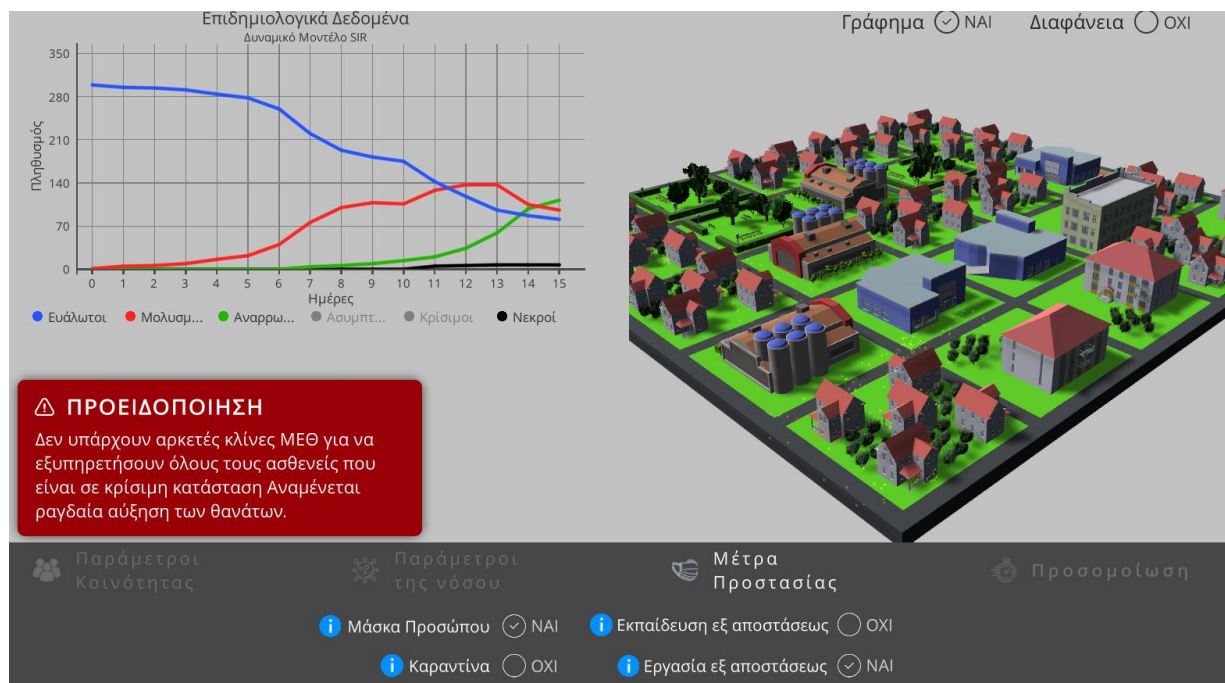 Επιδημιολογικά Δεδομένα
Δυναμικό Μοντέλο SIR
Γράφημα ΝΑΙ Διαφάνεια ΟΧΙ
350
280
210
140
70
0
Πληθυσμός
0 1 2 3 4 5 6 7 8 9 10 11 12 13 14 15
Ημέρες
Ευάλωτοι Μολυσμ... Αναρρω... Ασυμπτ... Κρίσιμοι Νεκροί
ΠΡΟΕΙΔΟΠΟΙΗΣΗ
Δεν υπάρχουν αρκετές κλίνες ΜΕΘ για να
εξυπηρετήσουν όλους τους ασθενείς που
είναι σε κρίσιμη κατάσταση Αναμένεται
ραγδαία αύξηση των θανάτων.
Παράμετροι
Κοινότητας
Παράμετροι
της νόσου
Μέτρα
Προστασίας
Προσομοίωση
Μάσκα Προσώπου ΝΑΙ Εκπαίδευση εξ αποστάσεως ΟΧΙ
Καραντίνα ΟΧΙ Εργασία εξ αποστάσεως ΝΑΙ